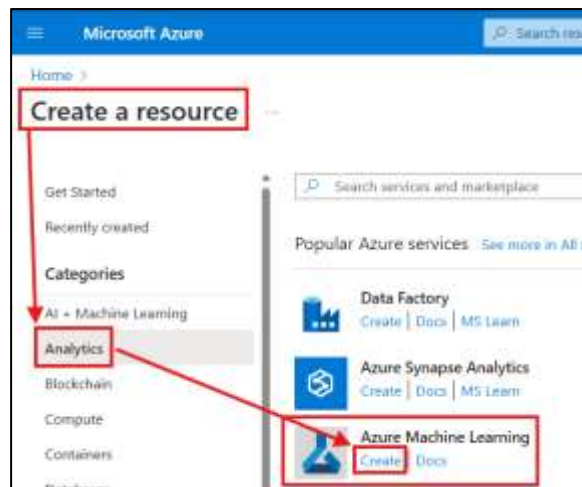 Microsoft Azure
Search res
Home >
Create a resource
...
Get Started
Recently created
Categories
AI + Machine Learning
Analytics
Blockchain
Compute
Containers
Databases
Search services and marketplace
Popular Azure services See more in All
Data Factory
Create | Docs | MS Learn
Azure Synapse Analytics
Create | Docs | MS Learn
Azure Machine Learning
Create | Docs